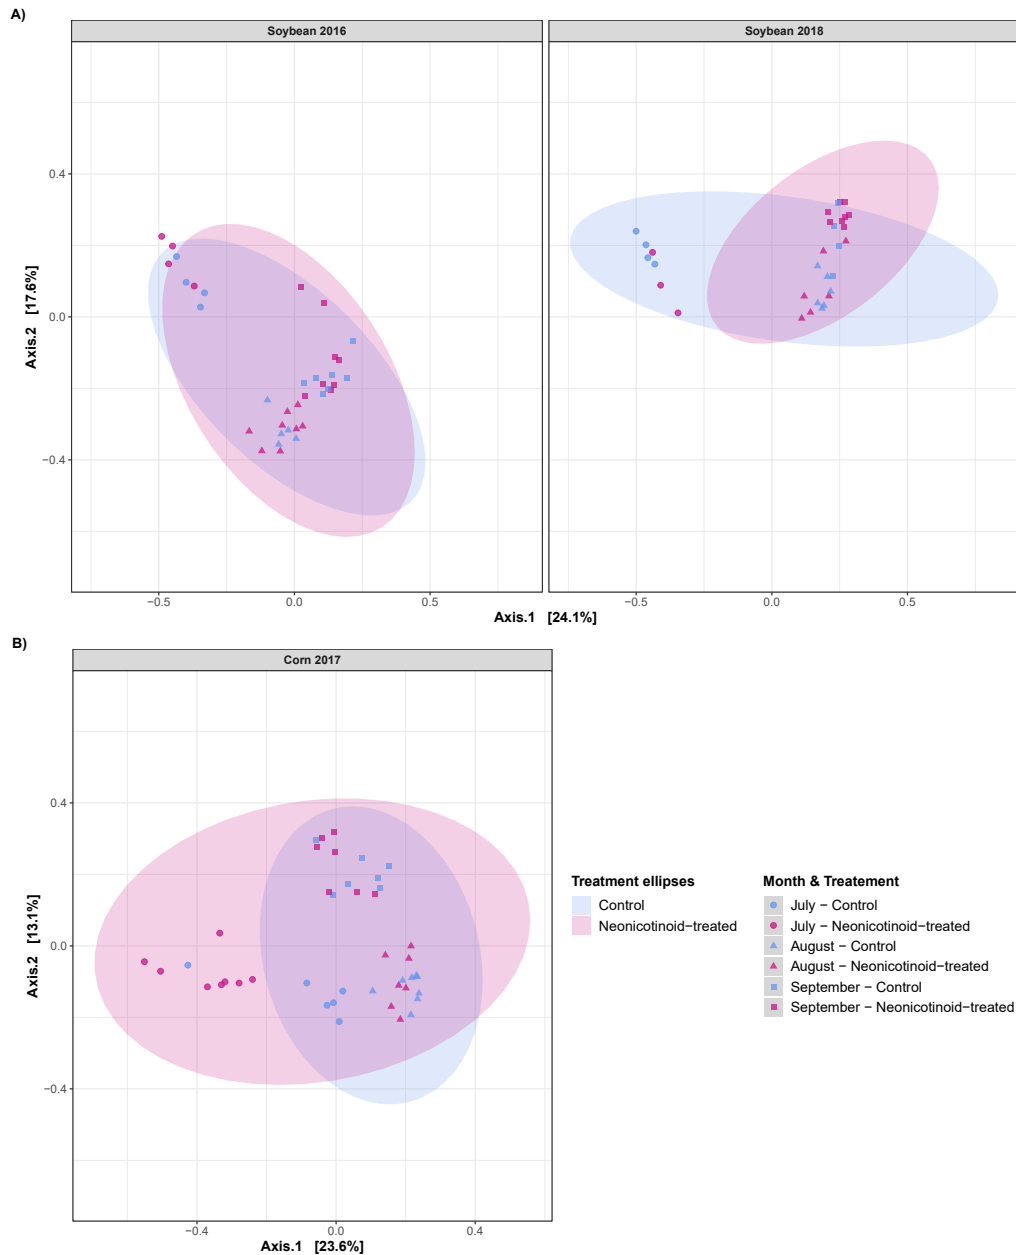 A)
Soybean 2016
Soybean 2018
0.4
0.0
−0.4
Axis.2 [17.6%]
−0.5
0.0
0.5
−0.5
0.0
0.5
Axis.1 [24.1%]
B)
Corn 2017
0.4
0.0
−0.4
Axis.2 [13.1%]
−0.4
0.0
0.4
Axis.1 [23.6%]
Treatment ellipses
Control
Neonicotinoid−treated
Month & Treatement
July − Control
July − Neonicotinoid−treated
August − Control
August − Neonicotinoid−treated
September − Control
September − Neonicotinoid−treated